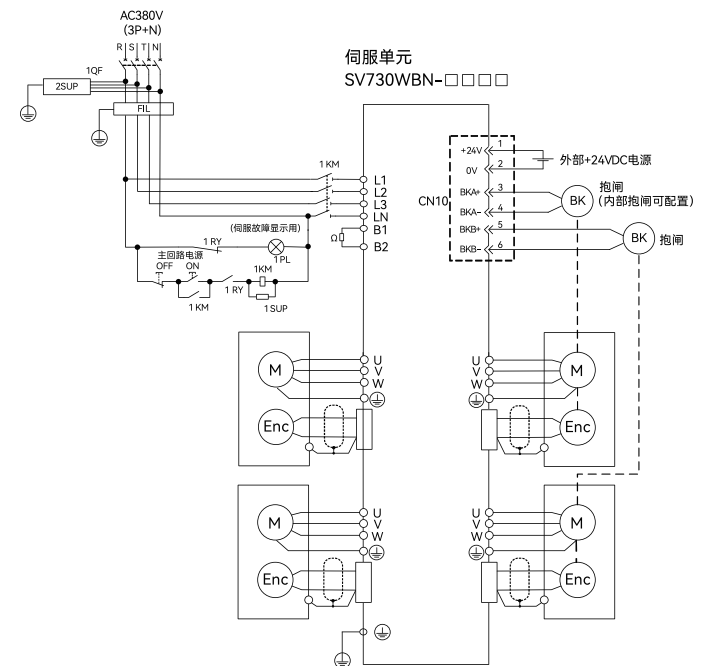 AC380V
(3P+N)
R S T N
1QF
2SUP
FIL
伺服单元
SV730WBN-□□□□
1KM
L1
L2
L3
LN
B1
B2
Ω
(伺服故障显示用)
1 RY
1PL
主回路电源
OFF ON
1KM
1 RY
1 KM
1SUP
CN10
+24V 1
0V 2
BKA+ 3
BKA- 4
BKB+ 5
BKB- 6
外部+24VDC电源
BK
抱闸
(内部抱闸可配置)
BK
抱闸
M
U
V
W
Enc
U
V
W
M
Enc
M
U
V
W
Enc
U
V
W
M
Enc